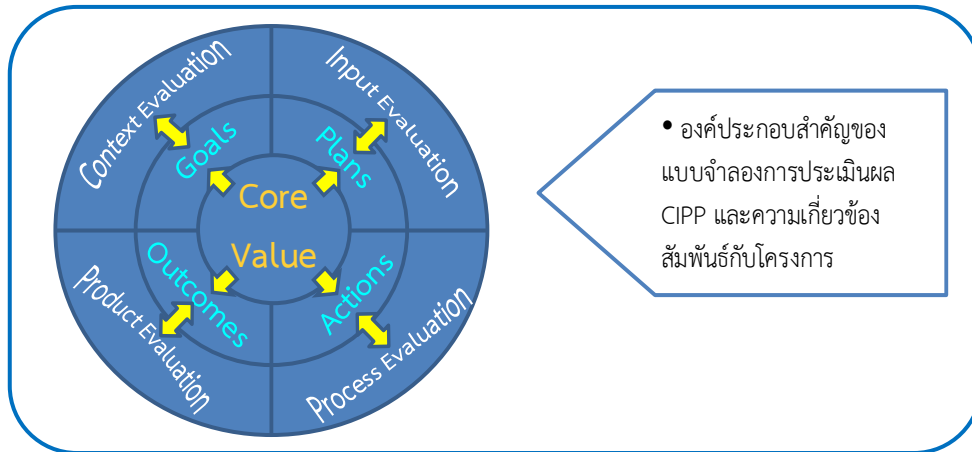 Context Evaluation
Input Evaluation
Goals
Plans
Core
Value
Outcomes
Actions
Product Evaluation
Process Evaluation
• องค์ประกอบสำคัญของ
แบบจำลองการประเมินผล
CIPP และความเกี่ยวข้อง
สัมพันธ์กับโครงการ